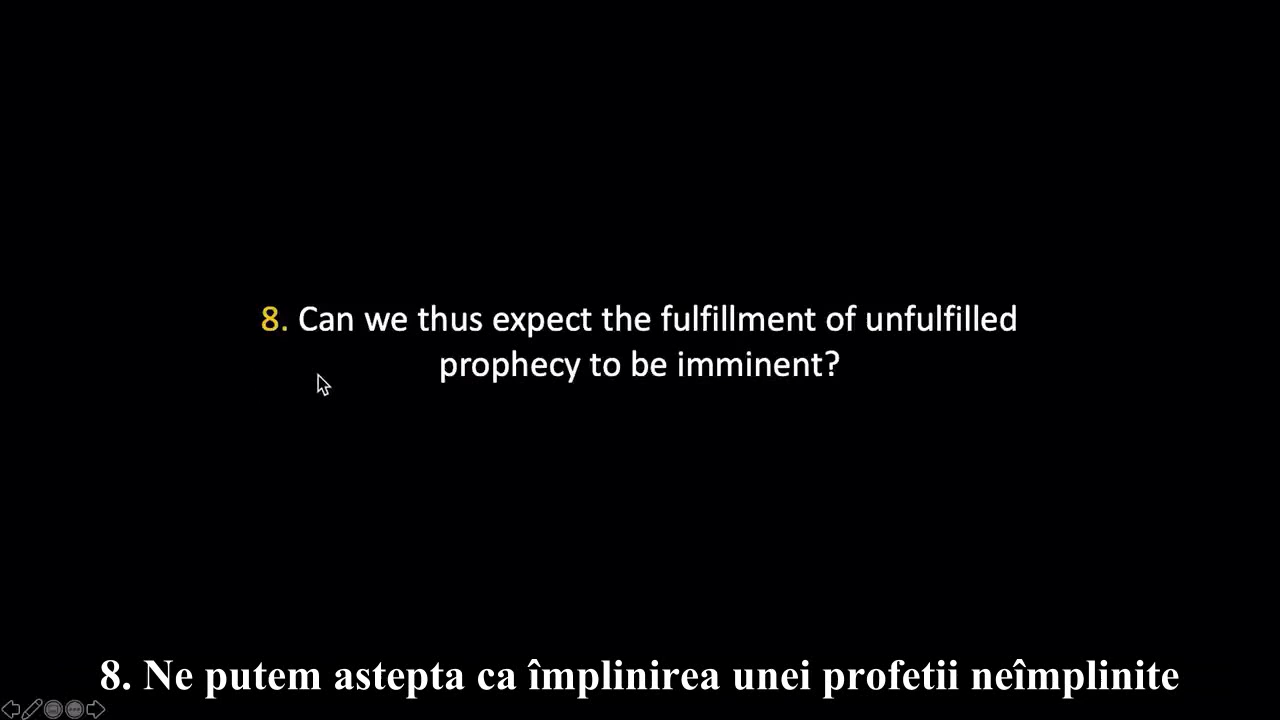 8. Can we thus expect the fulfillment of unfulfilled
prophecy to be imminent?
8. Ne putem astepta ca împlinirea unei profetii neîmplinite